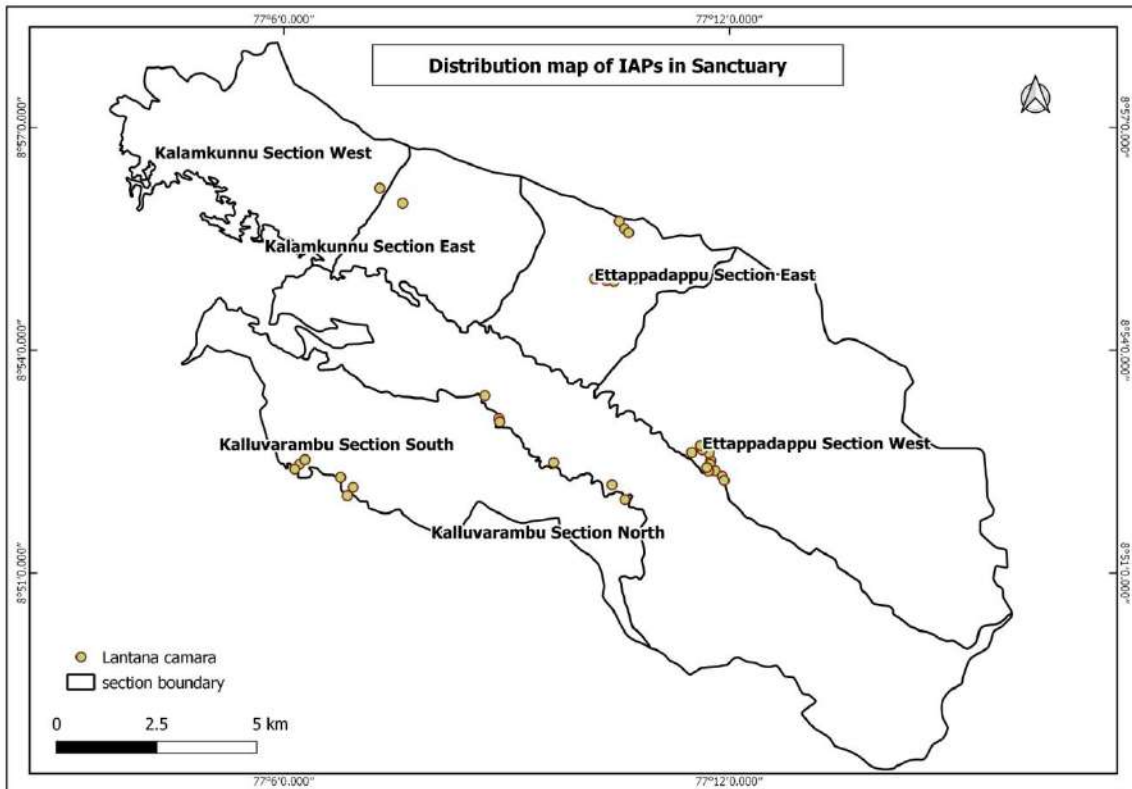 77°6'0.000"
77°12'0.000"
Distribution map of IAPs in Sanctuary
8°57'0.000"
8°57'0.000"
Kalamkunnu Section West
Kalamkunnu Section East
Ettappadappu Section East
8°54'0.000"
8°54'0.000"
Kalluvarambu Section South
Ettappadappu Section West
Kalluvarambu Section North
8°51'0.000"
8°51'0.000"
Lantana camara
section boundary
0 2.5 5 km
77°6'0.000"
77°12'0.000"